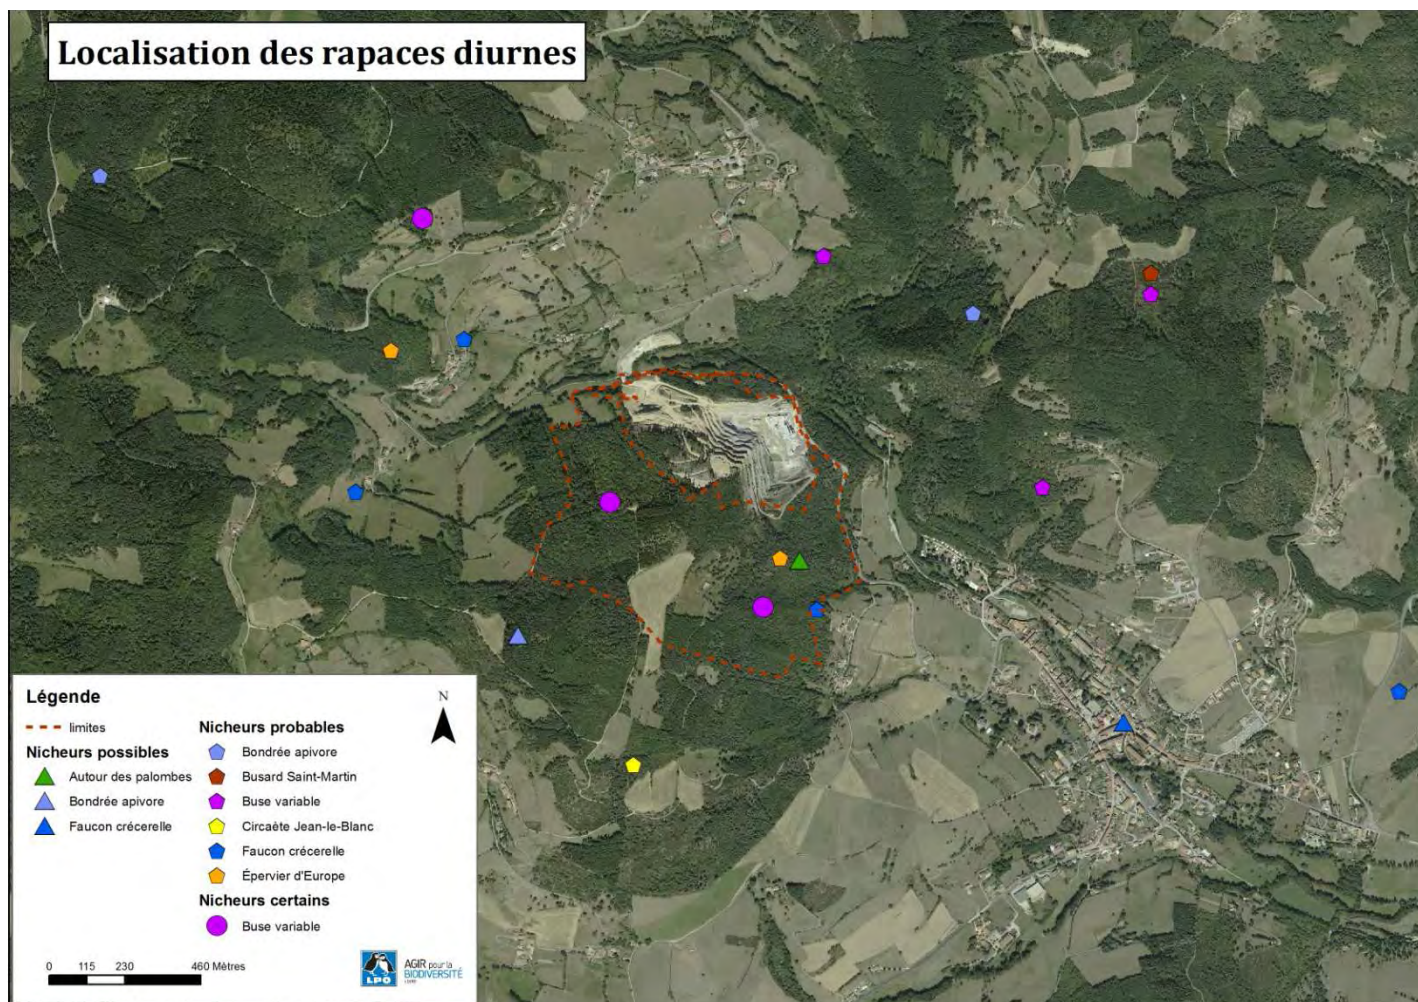 Localisation des rapaces diurnes
Légende
limites
Nicheurs possibles
Autour des palombes
Bondrée apivore
Faucon crécerelle
Nicheurs probables
Bondrée apivore
Busard Saint-Martin
Buse variable
Circaète Jean-le-Blanc
Faucon crécerelle
Épervier d'Europe
Nicheurs certains
Buse variable
N
0 115 230 460 Mètres
LPO
AGIR pour la
BIODIVERSITÉ
LOIRE